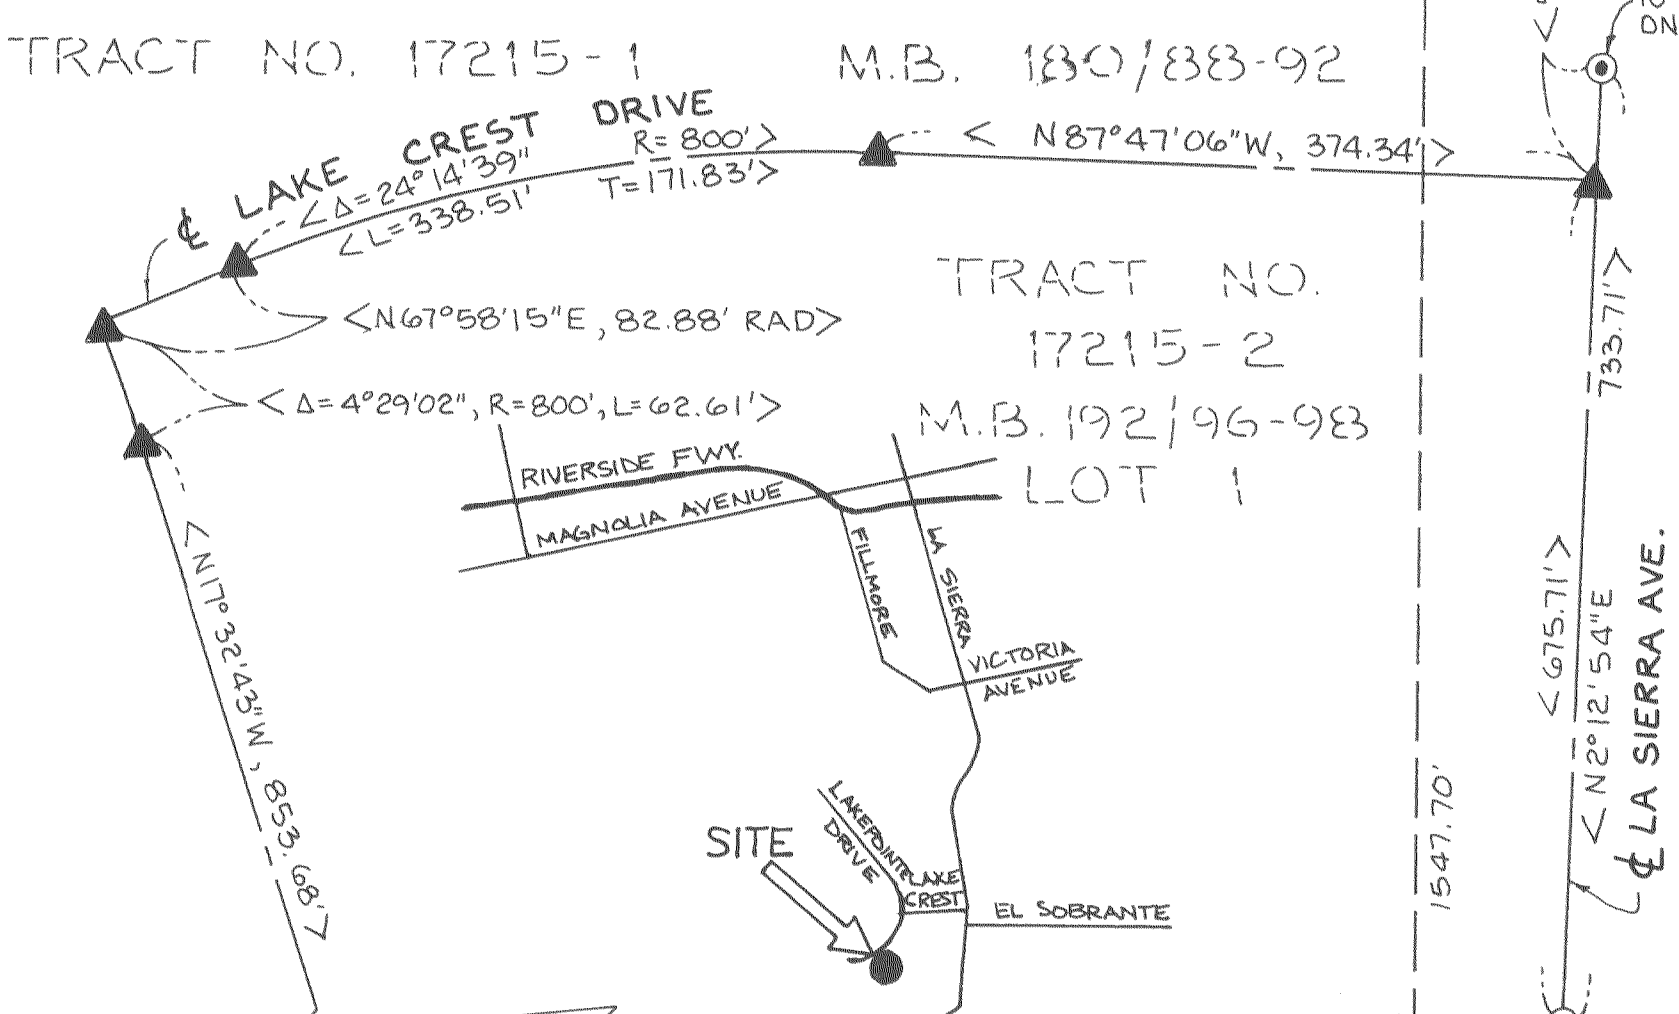 TRACT NO. 17215-1 M.B. 180/88-92
ON
℄ LAKE CREST DRIVE
R=800'>
<Δ=24°14'39"
T=171.83'>
<L=338.51'
< N87°47'06"W, 374.34'>
<N67°58'15"E, 82.88' RAD>
<Δ=4°29'02", R=800', L=62.61'>
TRACT NO.
17215-2
M.B. 192/96-98
LOT 1
733.71'>
<675.71'>
<N2°12'54"E
℄ LA SIERRA AVE.
1547.70'
<N17°32'43"W, 853.68'>
RIVERSIDE FWY.
MAGNOLIA AVENUE
FILLMORE
LA SIERRA
VICTORIA
AVENUE
LAKEPOINTE
DRIVE
SITE
LAKE
CREST
EL SOBRANTE